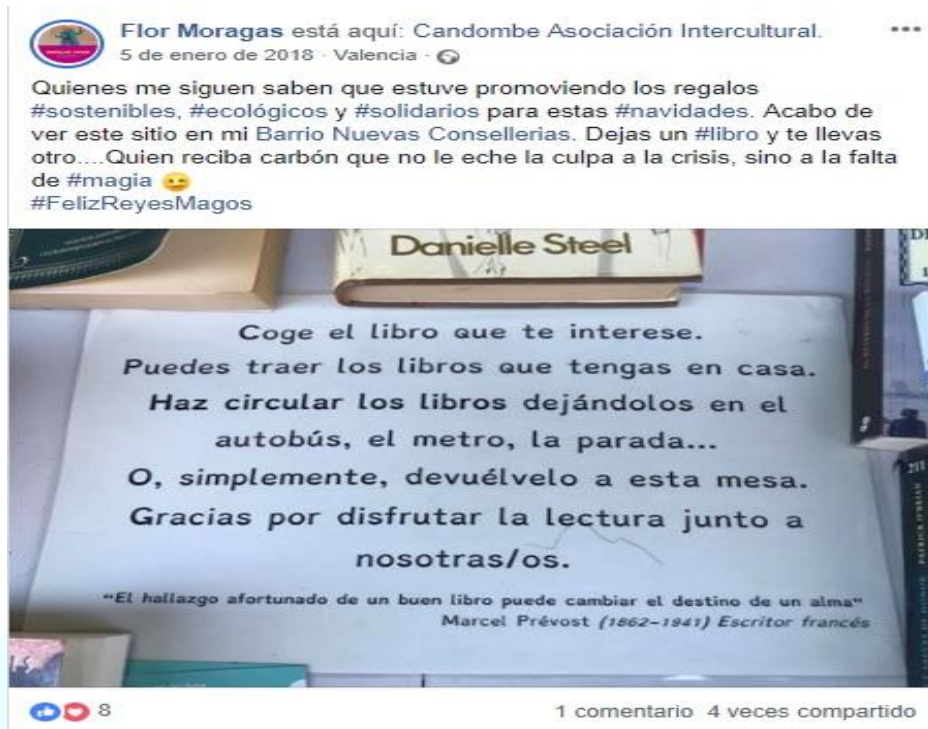 Flor Moragas está aquí: Candombe Asociación Intercultural.
5 de enero de 2018 · Valencia ·
Quienes me siguen saben que estuve promoviendo los regalos
#sostenibles, #ecológicos y #solidarios para estas #navidades. Acabo de
ver este sitio en mi Barrio Nuevas Consellerias. Dejas un #libro y te llevas
otro....Quien reciba carbón que no le eche la culpa a la crisis, sino a la falta
de #magia 😉
#FelizReyesMagos
Danielle Steel
Coge el libro que te interese.
Puedes traer los libros que tengas en casa.
Haz circular los libros dejándolos en el
autobús, el metro, la parada...
O, simplemente, devuélvelo a esta mesa.
Gracias por disfrutar la lectura junto a
nosotras/os.
"El hallazgo afortunado de un buen libro puede cambiar el destino de un alma"
Marcel Prévost (1862-1941) Escritor francés
211
8
1 comentario 4 veces compartido